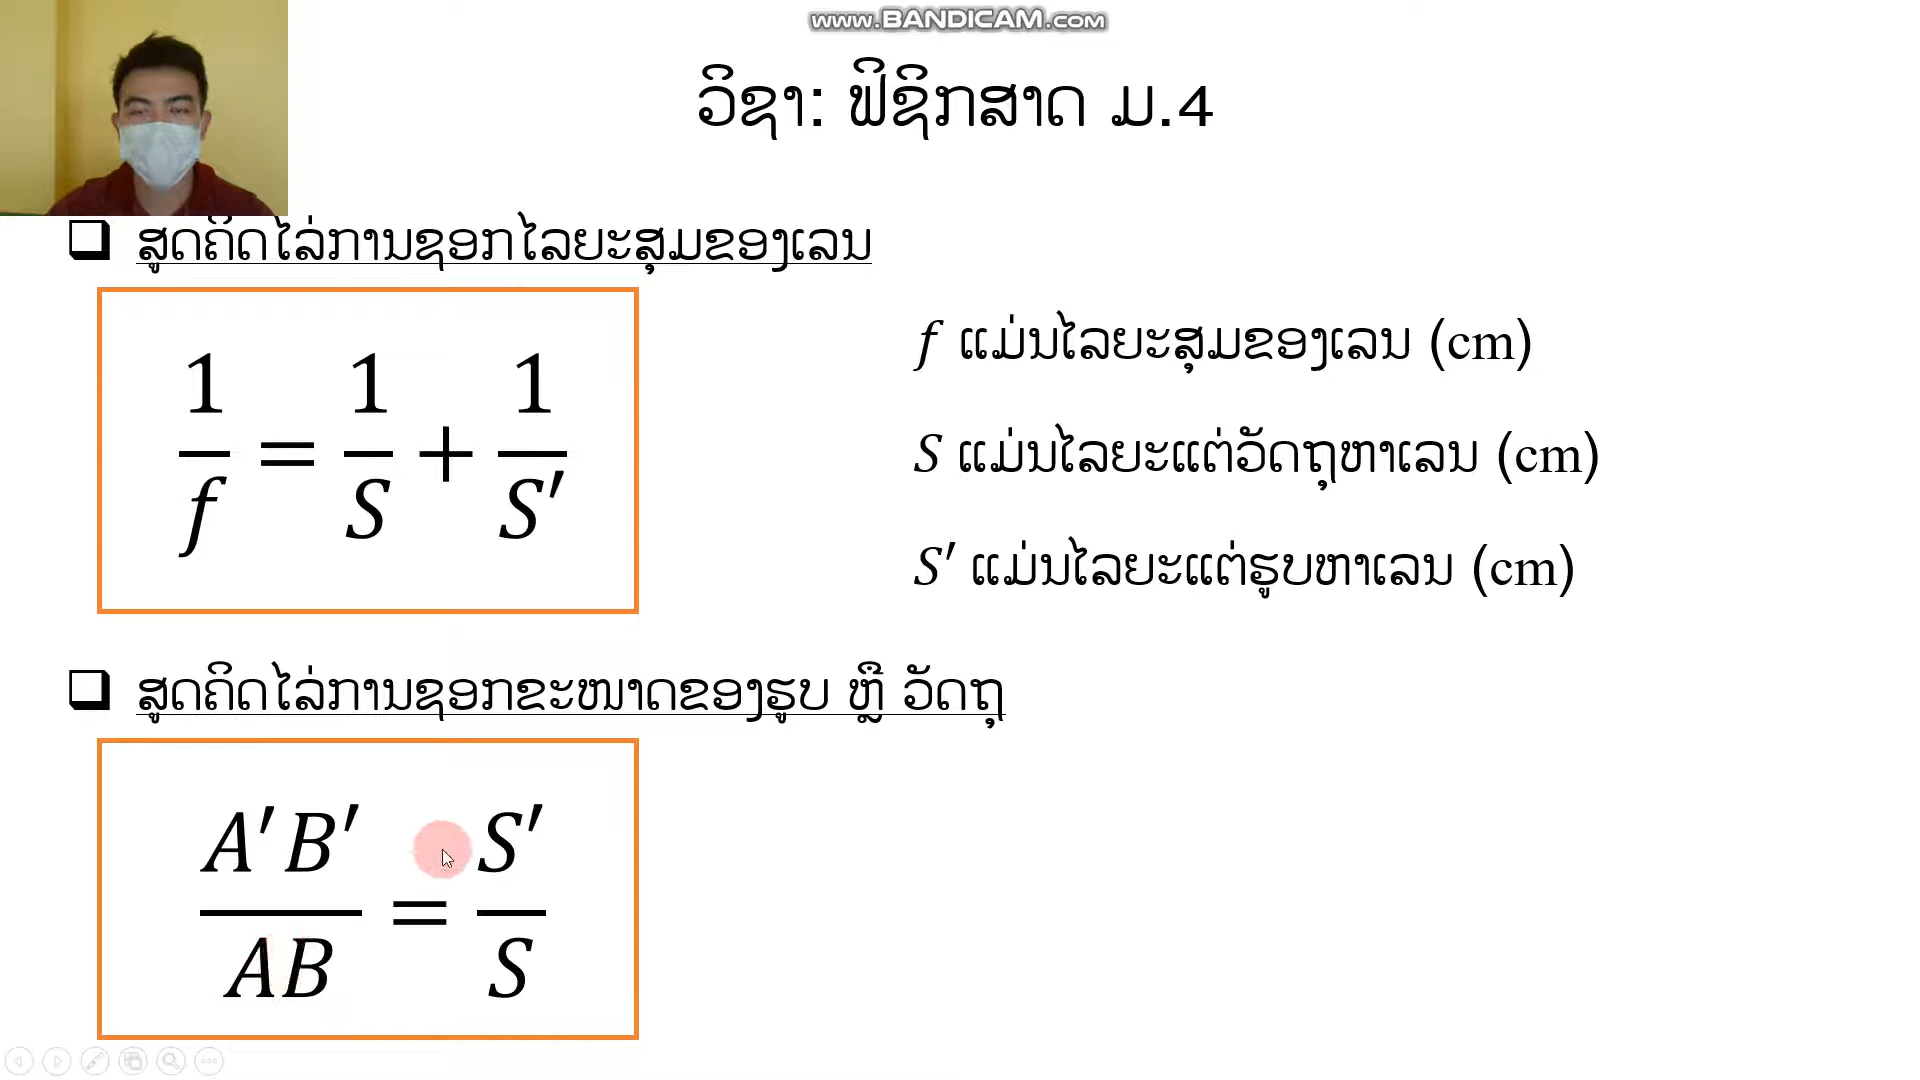 www.BANDICAM.com
ວິຊາ: ຟີຊິກສາດ ມ.4
ສູດຄິດໄລ່ການຊອກໄລຍະສຸມຂອງເລນ
1/f = 1/S + 1/S′
f ແມ່ນໄລຍະສຸມຂອງເລນ (cm)
S ແມ່ນໄລຍະແຕ່ວັດຖຸຫາເລນ (cm)
S′ ແມ່ນໄລຍະແຕ່ຮູບຫາເລນ (cm)
ສູດຄິດໄລ່ການຊອກຂະໜາດຂອງຮູບ ຫຼື ວັດຖຸ
A′B′/AB = S′/S